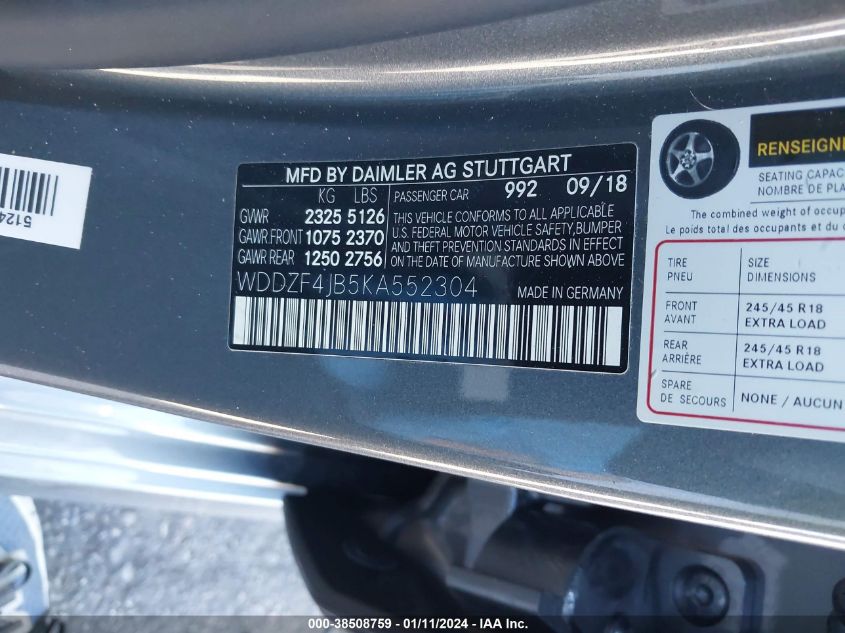 MFD BY DAIMLER AG STUTTGART
KG LBS PASSENGER CAR 992 09/18
GVWR 2325 5126
GAWR FRONT 1075 2370
GAWR REAR 1250 2756
THIS VEHICLE CONFORMS TO ALL APPLICABLE
U.S. FEDERAL MOTOR VEHICLE SAFETY,BUMPER
AND THEFT PREVENTION STANDARDS IN EFFECT
ON THE DATE OF MANUFACTURE SHOWN ABOVE
WDDZF4JB5KA552304 MADE IN GERMANY
5124
RENSEIGNE
SEATING CAPAC
NOMBRE DE PLA
The combined weight of occup
Le poids total des occupants et du c
TIRE SIZE
PNEU DIMENSIONS
FRONT 245/45 R18
AVANT EXTRA LOAD
REAR 245/45 R18
ARRIÈRE EXTRA LOAD
SPARE
DE SECOURS NONE / AUCUN
000-38508759 - 01/11/2024 - IAA Inc.